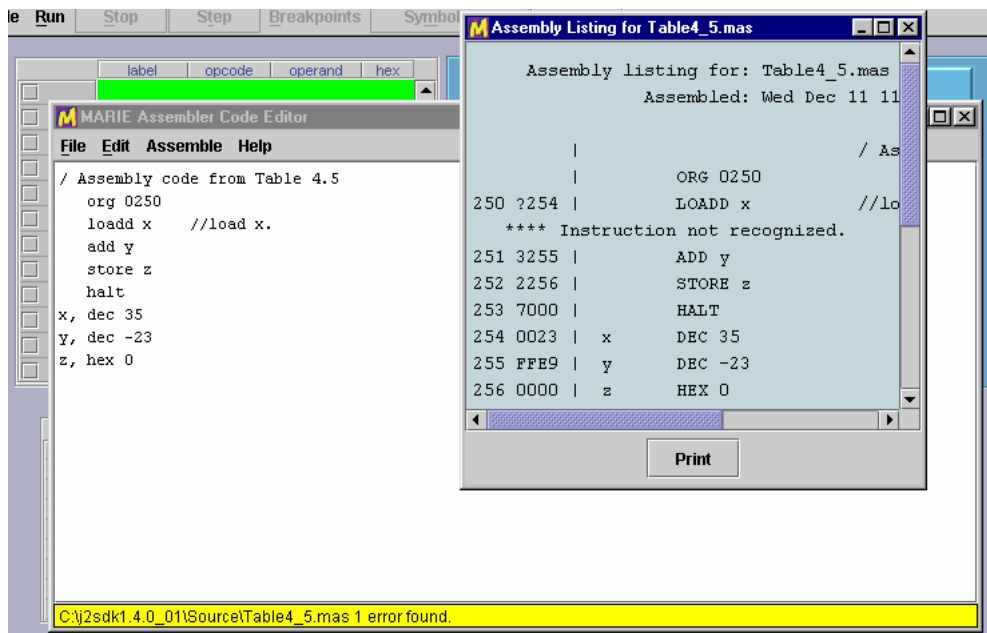 le Run Stop Step Breakpoints Symbol
label opcode operand hex
MARIE Assembler Code Editor
File Edit Assemble Help
/ Assembly code from Table 4.5
org 0250
loadd x //load x.
add y
store z
halt
x, dec 35
y, dec -23
z, hex 0
C:\j2sdk1.4.0_01\Source\Table4_5.mas 1 error found.
Assembly Listing for Table4_5.mas
Assembly listing for: Table4_5.mas
Assembled: Wed Dec 11 11
| / As
| ORG 0250
250 ?254 | LOADD x //lo
**** Instruction not recognized.
251 3255 | ADD y
252 2256 | STORE z
253 7000 | HALT
254 0023 | x DEC 35
255 FFE9 | y DEC -23
256 0000 | z HEX 0
Print